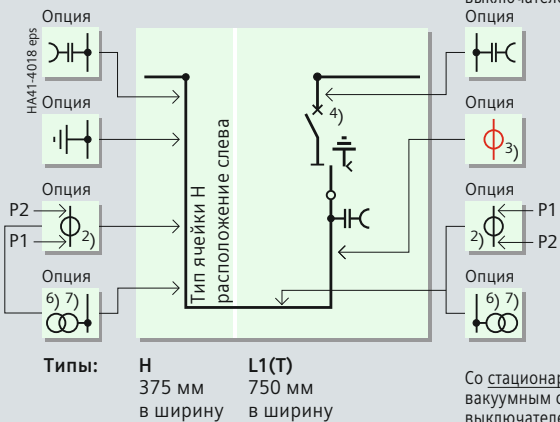 выключателе
Опция
Опция
HA41-4018 eps
Опция
Опция
4)
3)
Опция
Опция
P2
P1
2)
2)
P1
P2
Тип ячейки H
расположение слева
Опция
Опция
6) 7)
6) 7)
Типы: H L1(T)
375 мм 750 мм
в ширину в ширину
Со стационар
вакуумным с
выключателе